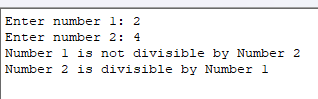 Enter number 1: 2
Enter number 2: 4
Number 1 is not divisible by Number 2
Number 2 is divisible by Number 1